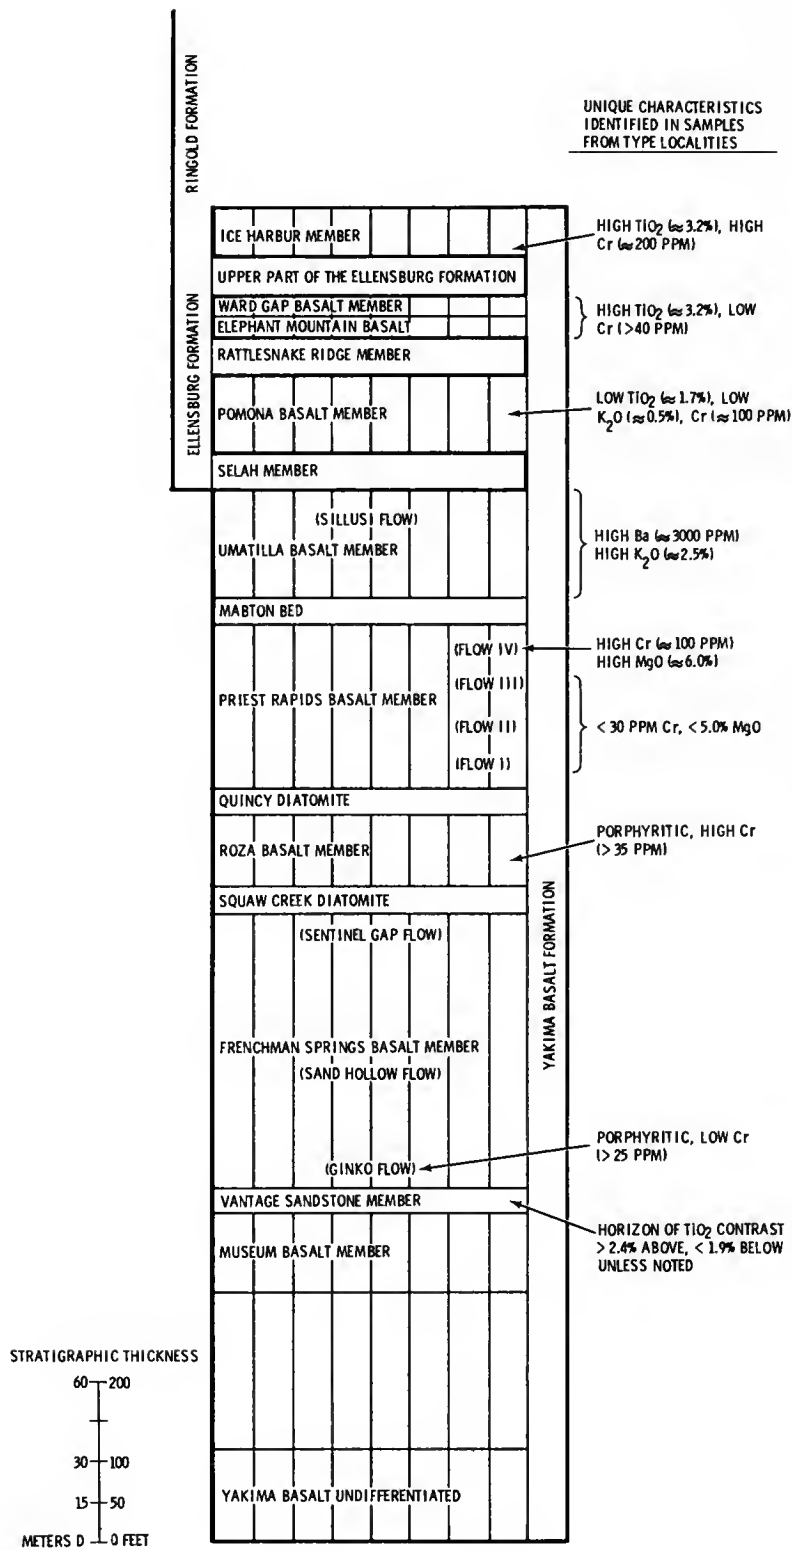 RINGOLD FORMATION
ELLENSBURG FORMATION
UNIQUE CHARACTERISTICS
IDENTIFIED IN SAMPLES
FROM TYPE LOCALITIES
ICE HARBUR MEMBER
HIGH TiO2 (≈3.2%), HIGH
Cr (≈200 PPM)
UPPER PART OF THE ELLENSBURG FORMATION
WARD GAP BASALT MEMBER
ELEPHANT MOUNTAIN BASALT
HIGH TiO2 (≈3.2%), LOW
Cr (>40 PPM)
RATTLESNAKE RIDGE MEMBER
POMONA BASALT MEMBER
LOW TiO2 (≈1.7%), LOW
K2O (≈0.5%), Cr (≈100 PPM)
SELAH MEMBER
(SILLUSI FLOW)
UMATILLA BASALT MEMBER
HIGH Ba (≈3000 PPM)
HIGH K2O (≈2.5%)
MABTON BED
PRIEST RAPIDS BASALT MEMBER
(FLOW IV)
(FLOW III)
(FLOW II)
(FLOW I)
HIGH Cr (≈100 PPM)
HIGH MgO (≈6.0%)
< 30 PPM Cr, < 5.0% MgO
QUINCY DIATOMITE
ROZA BASALT MEMBER
PORPHYRITIC, HIGH Cr
(> 35 PPM)
SQUAW CREEK DIATOMITE
(SENTINEL GAP FLOW)
FRENCHMAN SPRINGS BASALT MEMBER
(SAND HOLLOW FLOW)
(GINKO FLOW)
PORPHYRITIC, LOW Cr
(> 25 PPM)
YAKIMA BASALT FORMATION
VANTAGE SANDSTONE MEMBER
HORIZON OF TiO2 CONTRAST
> 2.4% ABOVE, < 1.9% BELOW
UNLESS NOTED
MUSEUM BASALT MEMBER
YAKIMA BASALT UNDIFFERENTIATED
STRATIGRAPHIC THICKNESS
60 200
30 100
15 50
METERS D 0 FEET